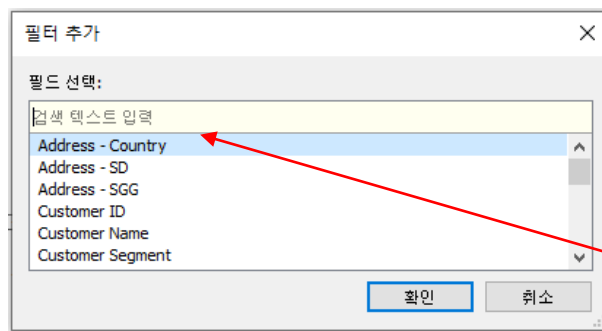 필터 추가
필드 선택:
검색 텍스트 입력
Address - Country
Address - SD
Address - SGG
Customer ID
Customer Name
Customer Segment
확인
취소